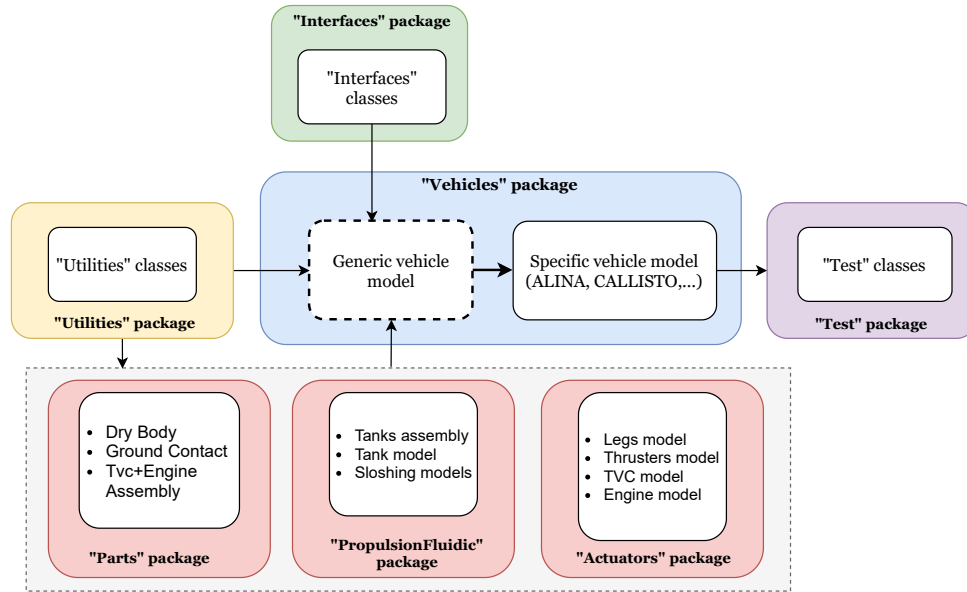 "Interfaces" package
"Interfaces"
classes
"Vehicles" package
"Utilities" classes
"Utilities" package
Generic vehicle
model
Specific vehicle model
(ALINA, CALLISTO,...)
"Test" classes
"Test" package
Dry Body
Ground Contact
Tvc+Engine
Assembly
"Parts" package
Tanks assembly
Tank model
Sloshing models
"PropulsionFluidic"
package
Legs model
Thrusters model
TVC model
Engine model
"Actuators" package